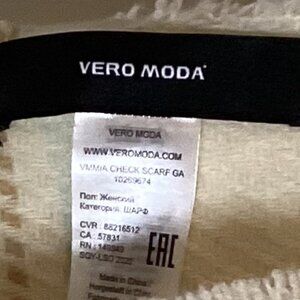 VERO MODA
VERO MODA
WWW.VEROMODA.COM
VMMIA CHECK SCARF GA
10269674
Пол: Женский
Категория: ШАРФ
CVR : 88216512
CA : 57831
RN : 149949
EAC
Made in China